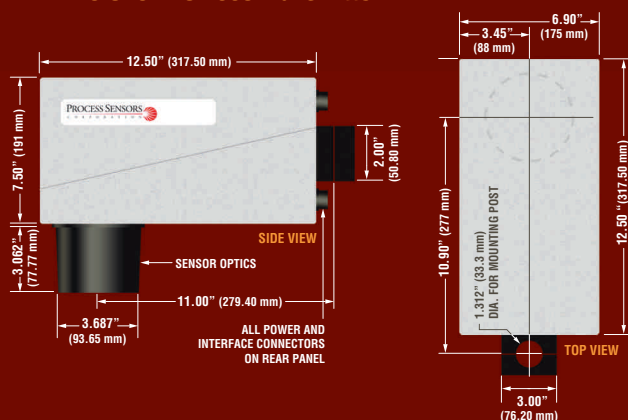 12.50" (317.50 mm)
PROCESS SENSORS
CORPORATION
7.50" (191 mm)
2.00"
(50.80 mm)
3.062"
(77.77 mm)
SIDE VIEW
SENSOR OPTICS
11.00" (279.40 mm)
3.687"
(93.65 mm)
ALL POWER AND
INTERFACE CONNECTORS
ON REAR PANEL
6.90"
(175 mm)
3.45"
(88 mm)
10.90" (277 mm)
12.50 "(317.50 mm)
1.312" (33.3 mm)
DIA. FOR MOUNTING POST
TOP VIEW
3.00"
(76.20 mm)